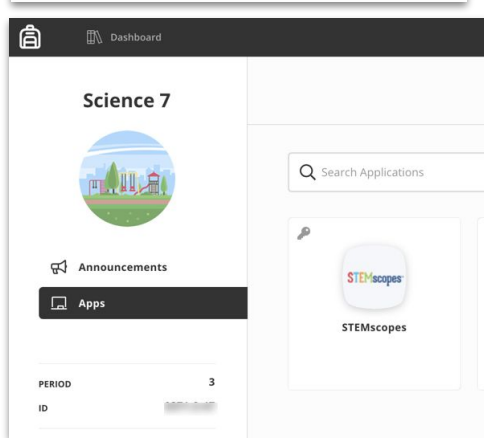 Dashboard
Science 7
Search Applications
Announcements
STEMscopes
Apps
STEMscopes
PERIOD 3
ID